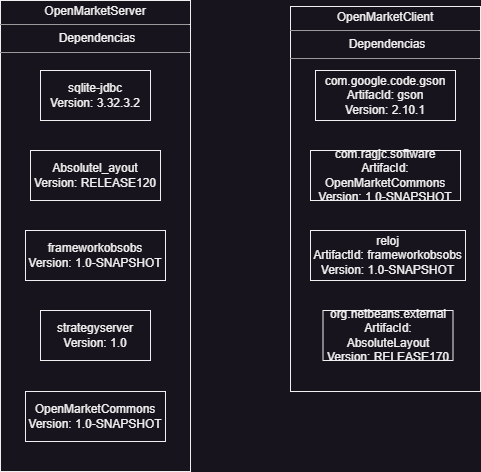 OpenMarketServer
Dependencias
sqlite-jdbc
Version: 3.32.3.2
Absolutel_ayout
Version: RELEASE120
frameworkobsobs
Version: 1.0-SNAPSHOT
strategyserver
Version: 1.0
OpenMarketCommons
Version: 1.0-SNAPSHOT
OpenMarketClient
Dependencias
com.google.code.gson
ArtifacId: gson
Version: 2.10.1
com.ragjc.software
ArtifacId:
OpenMarketCommons
Version: 1.0-SNAPSHOT
reloj
ArtifacId: frameworkobsobs
Version: 1.0-SNAPSHOT
org.netbeans.external
ArtifacId:
AbsoluteLayout
Version: RELEASE170